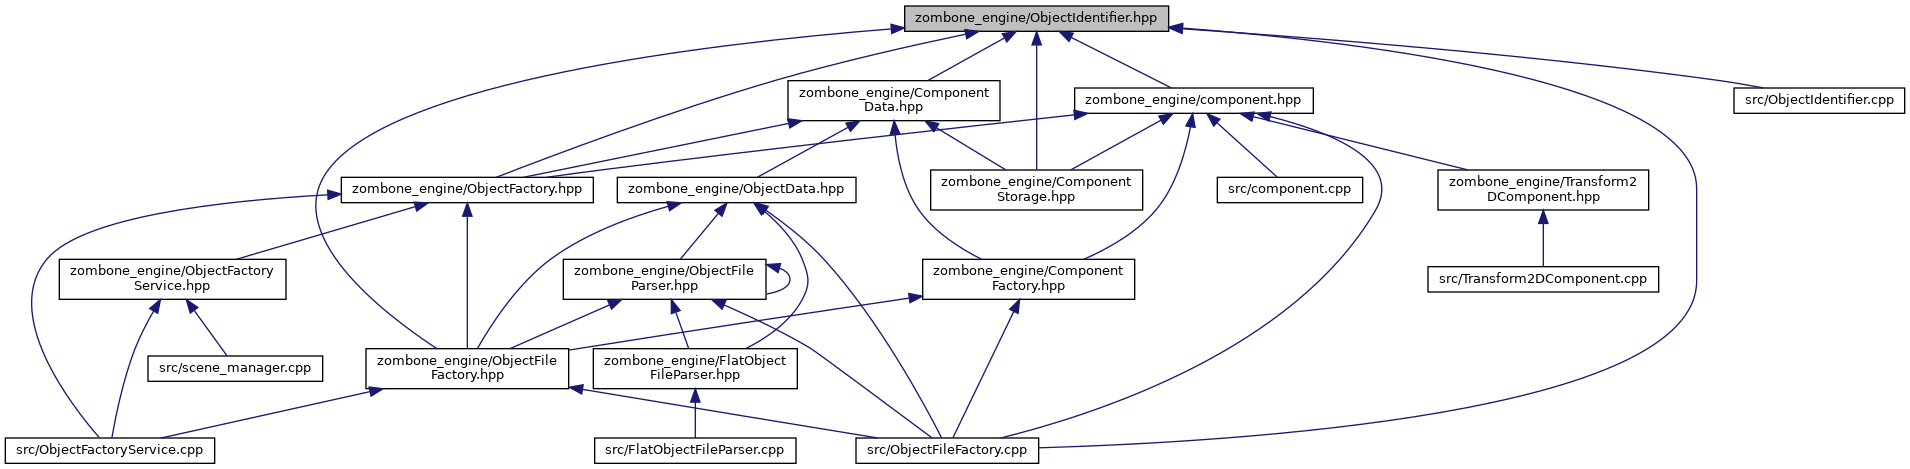 zombone_engine/ObjectIdentifier.hpp
zombone_engine/Component
Data.hpp
zombone_engine/component.hpp
src/ObjectIdentifier.cpp
zombone_engine/ObjectFactory.hpp
zombone_engine/ObjectData.hpp
zombone_engine/Component
Storage.hpp
src/component.cpp
zombone_engine/Transform2
DComponent.hpp
zombone_engine/ObjectFactory
Service.hpp
zombone_engine/ObjectFile
Parser.hpp
zombone_engine/Component
Factory.hpp
src/Transform2DComponent.cpp
src/scene_manager.cpp
zombone_engine/ObjectFile
Factory.hpp
zombone_engine/FlatObject
FileParser.hpp
src/ObjectFactoryService.cpp
src/FlatObjectFileParser.cpp
src/ObjectFileFactory.cpp